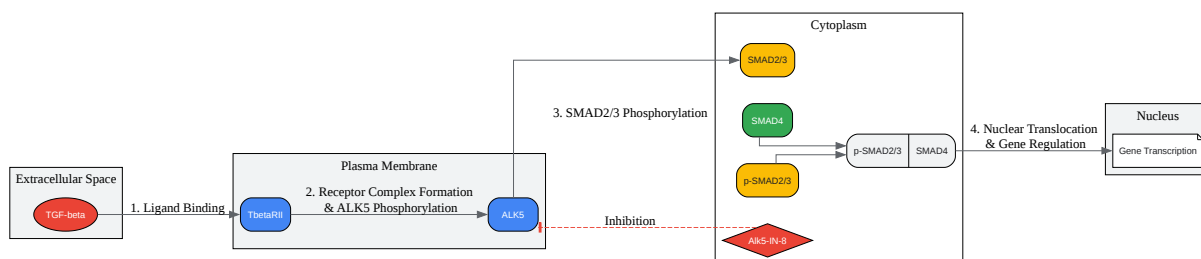 Extracellular Space
TGF-beta
1. Ligand Binding
Plasma Membrane
TbetaRII
2. Receptor Complex Formation
& ALK5 Phosphorylation
ALK5
3. SMAD2/3 Phosphorylation
Inhibition
Cytoplasm
SMAD2/3
SMAD4
p-SMAD2/3
p-SMAD2/3 SMAD4
Alk5-IN-8
4. Nuclear Translocation
& Gene Regulation
Nucleus
Gene Transcription